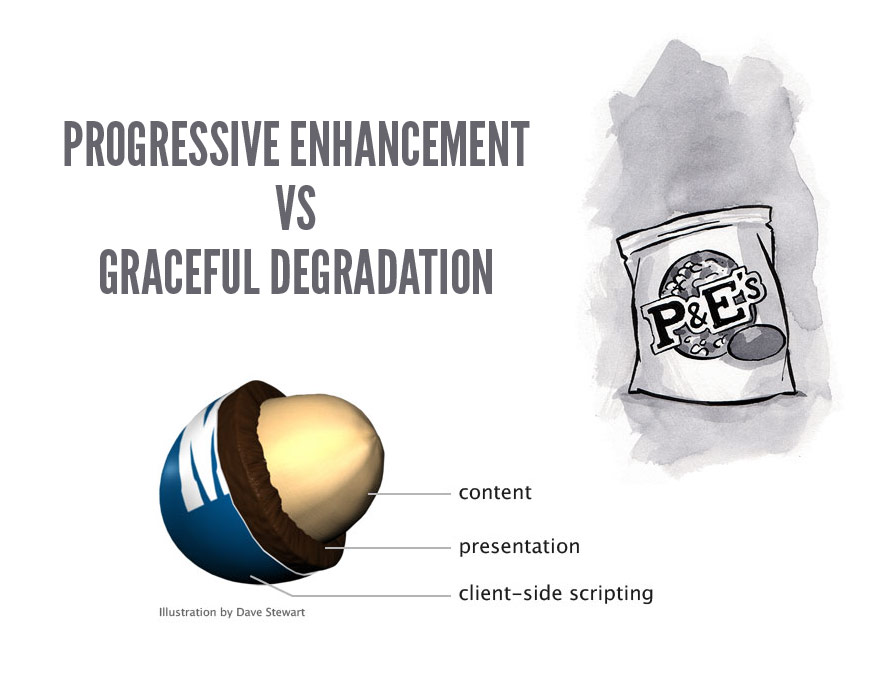 PROGRESSIVE ENHANCEMENT
VS
GRACEFUL DEGRADATION
P&E's
M
content
presentation
client-side scripting
Illustration by Dave Stewart